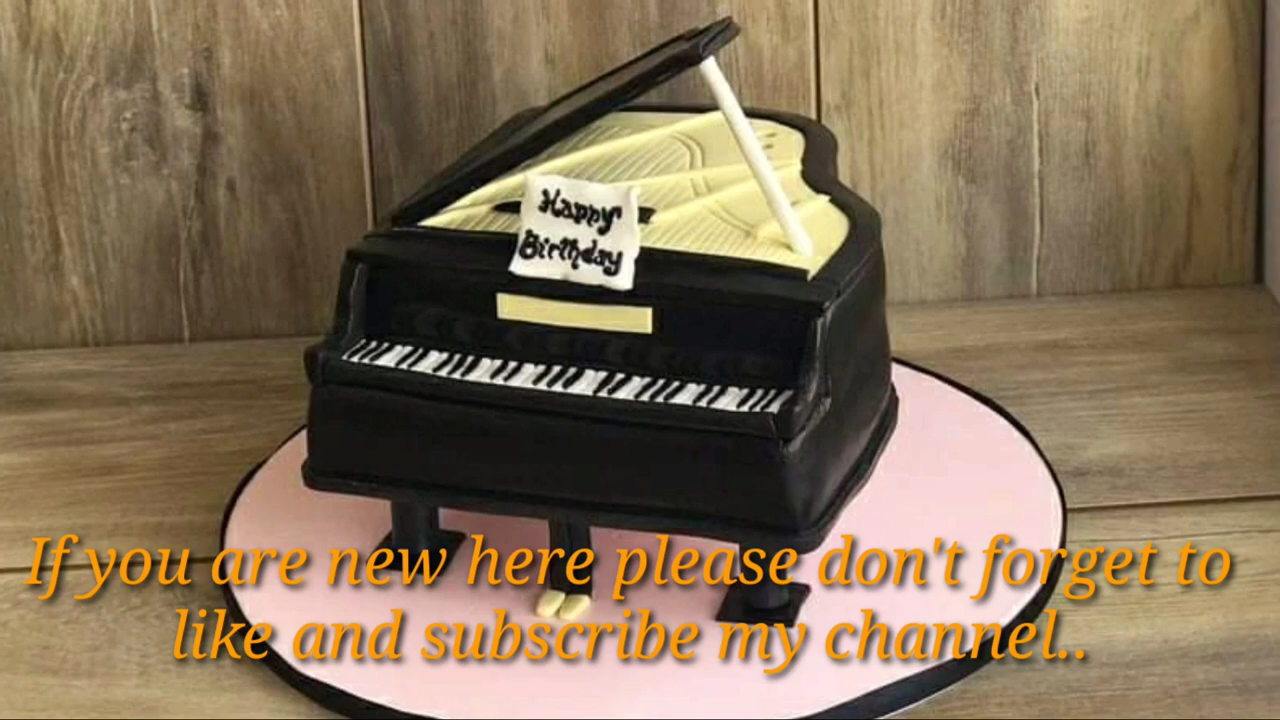 Happy
Birthday
If you are new here please don't forget to
like and subscribe my channel..